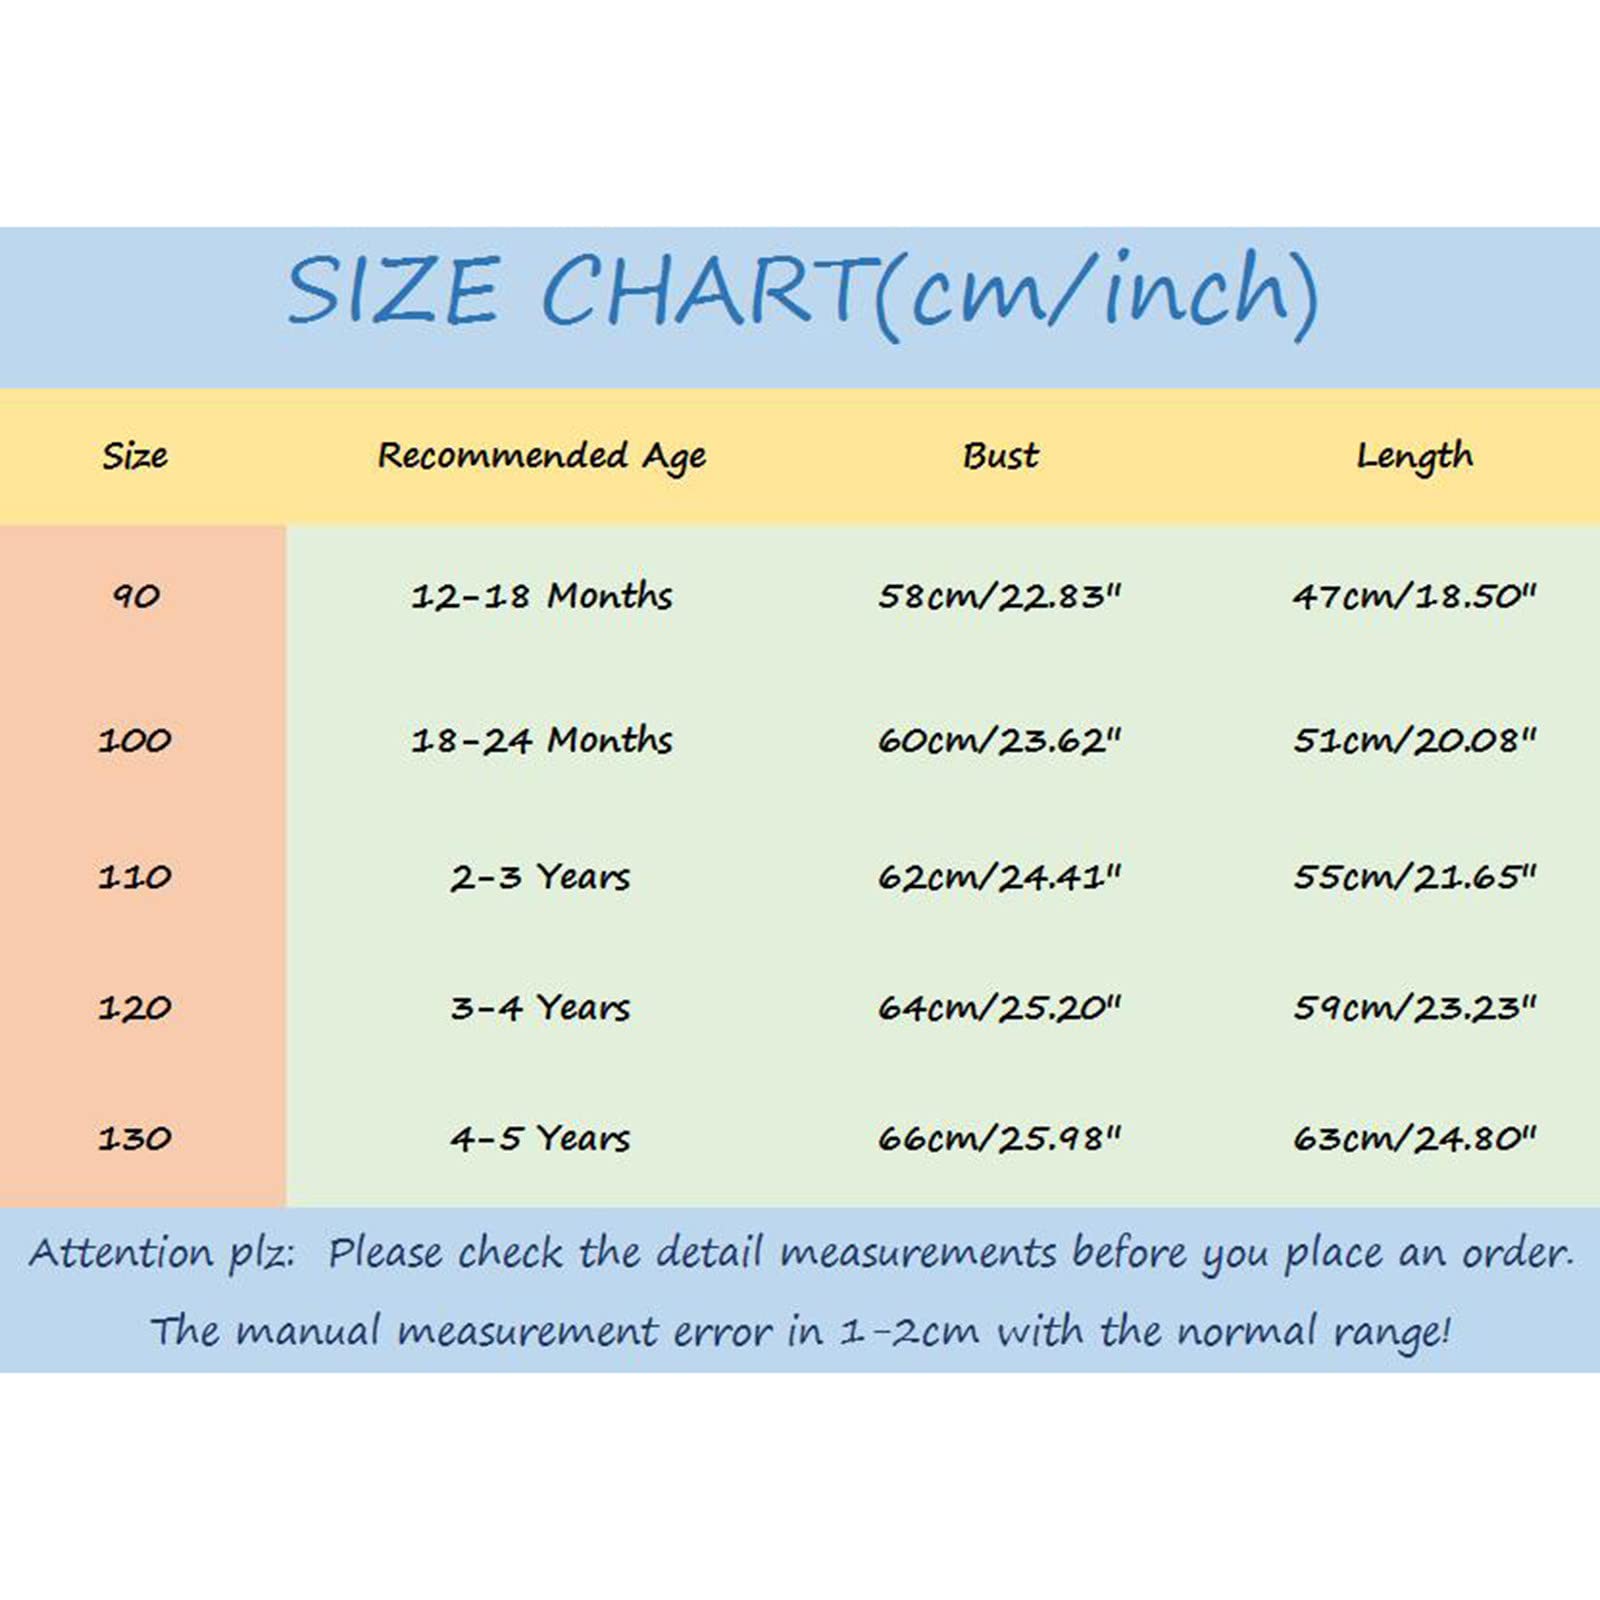 SIZE CHART(cm/inch)
Size Recommended Age Bust Length
90 12-18 Months 58cm/22.83" 47cm/18.50"
100 18-24 Months 60cm/23.62" 51cm/20.08"
110 2-3 Years 62cm/24.41" 55cm/21.65"
120 3-4 Years 64cm/25.20" 59cm/23.23"
130 4-5 Years 66cm/25.98" 63cm/24.80"
Attention plz: Please check the detail measurements before you place an order.
The manual measurement error in 1-2cm with the normal range!